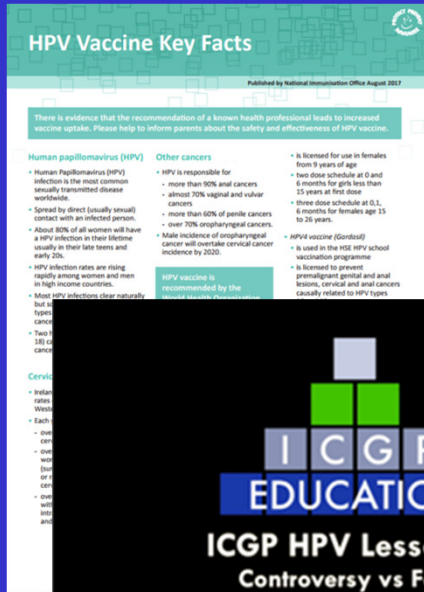 HPV Vaccine Key Facts
Published by National Immunisation Office August 2017
There is evidence that the recommendation of a known health professional leads to increased
vaccine uptake. Please help to inform parents about the safety and effectiveness of HPV vaccine.
Human papillomavirus (HPV)
• Human Papillomavirus (HPV)
infection is the most common
sexually transmitted disease
worldwide.
• Spread by direct (usually sexual)
contact with an infected person.
• About 80% of all women will have
a HPV infection in their lifetime
usually in their late teens and
early 20s.
• HPV infection rates are rising
rapidly among women and men
in high income countries.
• Most HPV infections clear naturally
but
types
cance
• Two
18) ca
cance
Cervic
• Irelan
rates
West
• Each
- ove
cerv
- ove
wor
(sur
or r
cerv
- ove
with
intr
and
Other cancers
• HPV is responsible for
- more than 90% anal cancers
- almost 70% vaginal and vulvar
cancers
- more than 60% of penile cancers
- over 70% oropharyngeal cancers.
• Male incidence of oropharyngeal
cancer will overtake cervical cancer
incidence by 2020.
HPV vaccine is
recommended by the
World Health Organization
• is licensed for use in females
from 9 years of age
• two dose schedule at 0 and
6 months for girls less than
15 years at first dose
• three dose schedule at 0,1,
6 months for females age 15
to 26 years.
• HPV4 vaccine (Gardasil)
• is used in the HSE HPV school
vaccination programme
• is licensed to prevent
premalignant genital and anal
lesions, cervical and anal cancers
causally related to HPV types
I C G P
EDUCATIO
ICGP HPV Less
Controversy vs F